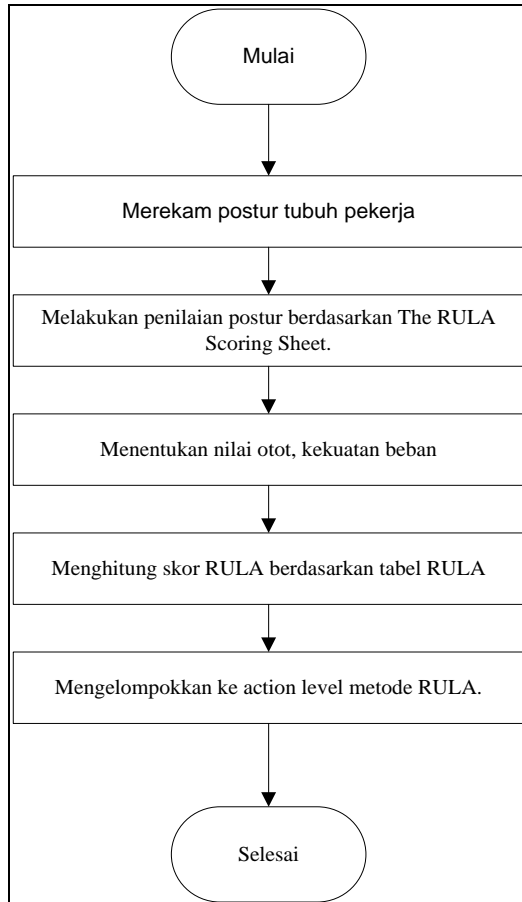 Mulai
Merekam postur tubuh pekerja
Melakukan penilaian postur berdasarkan The RULA
Scoring Sheet.
Menentukan nilai otot, kekuatan beban
Menghitung skor RULA berdasarkan tabel RULA
Mengelompokkan ke action level metode RULA.
Selesai